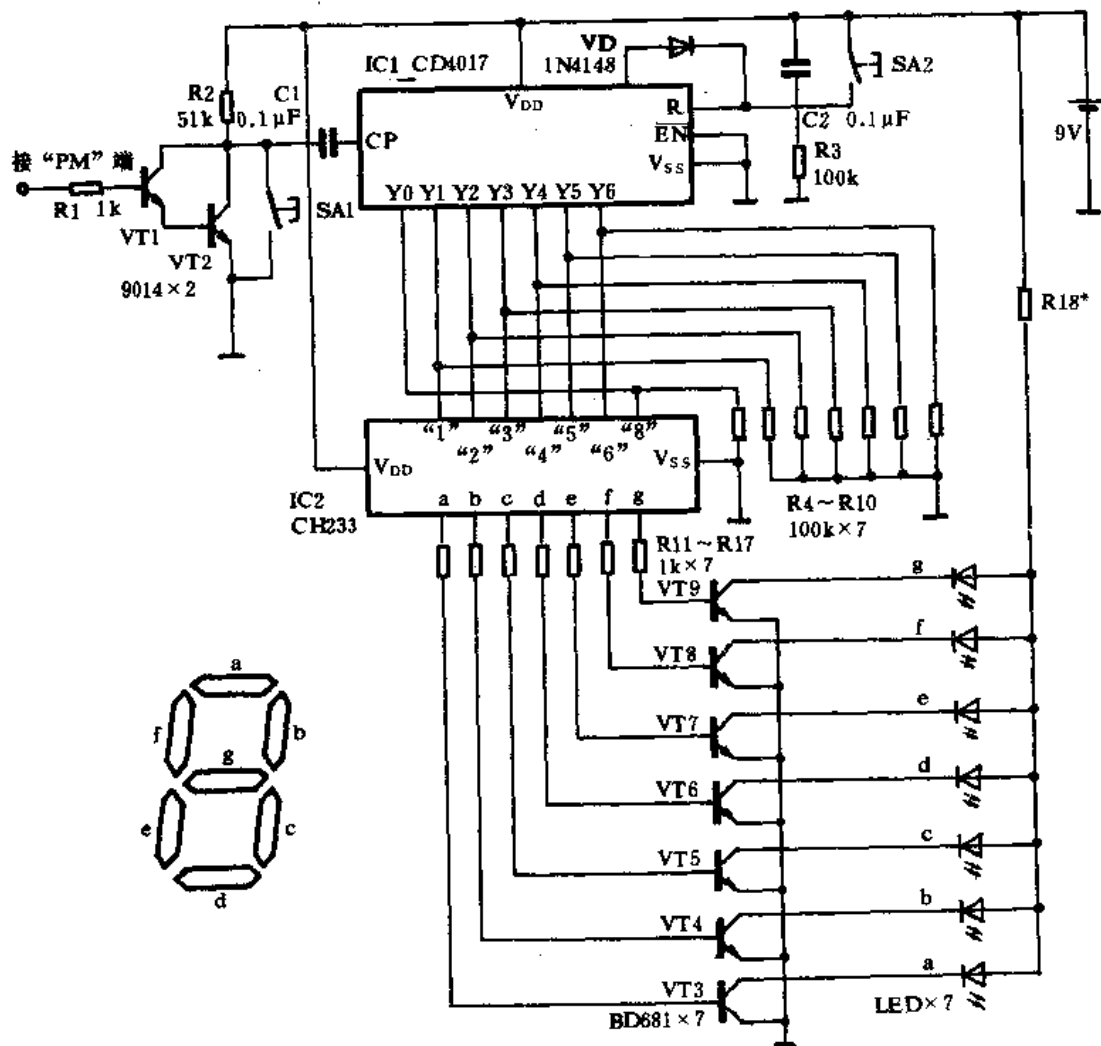 VD
1N4148
IC1 CD4017
SA2
R2
51k
C1
0.1μF
VDD
CP
R
EN
VSS
C2 0.1μF
9V
R3
100k
接“PM”端
R1 1k
VT1
VT2
9014×2
SA1
Y0 Y1 Y2 Y3 Y4 Y5 Y6
R18*
“1” “3” “5” “8”
“2” “4” “6”
VDD
VSS
IC2
CH233
a b c d e f g
R4～R10
100k×7
R11～R17
1k×7
VT9
g
VT8
f
VT7
e
VT6
d
VT5
c
VT4
b
VT3
a
BD681×7
LED×7
a
f
b
g
e
c
d